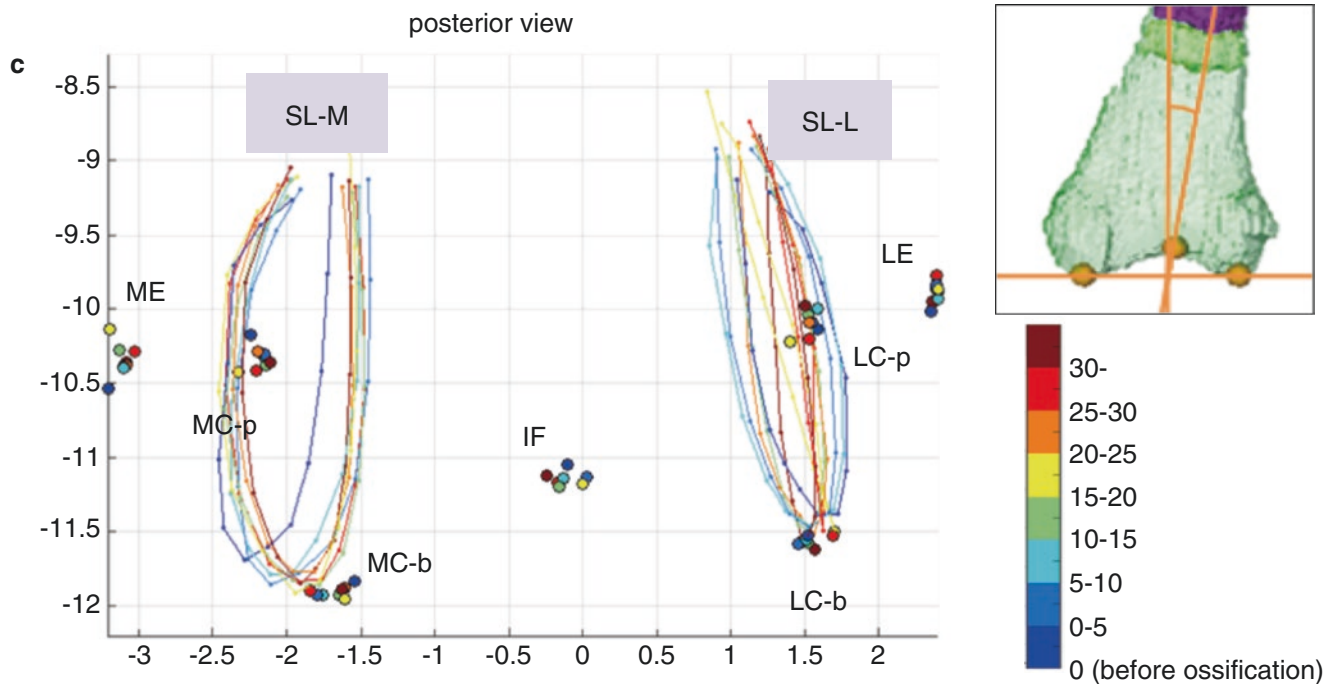 posterior view
c
SL-M
SL-L
ME
LE
MC-p
LC-p
IF
MC-b
LC-b
-8.5
-9
-9.5
-10
-10.5
-11
-11.5
-12
-3 -2.5 -2 -1.5 -1 -0.5 0 0.5 1 1.5 2
30-
25-30
20-25
15-20
10-15
5-10
0-5
0 (before ossification)